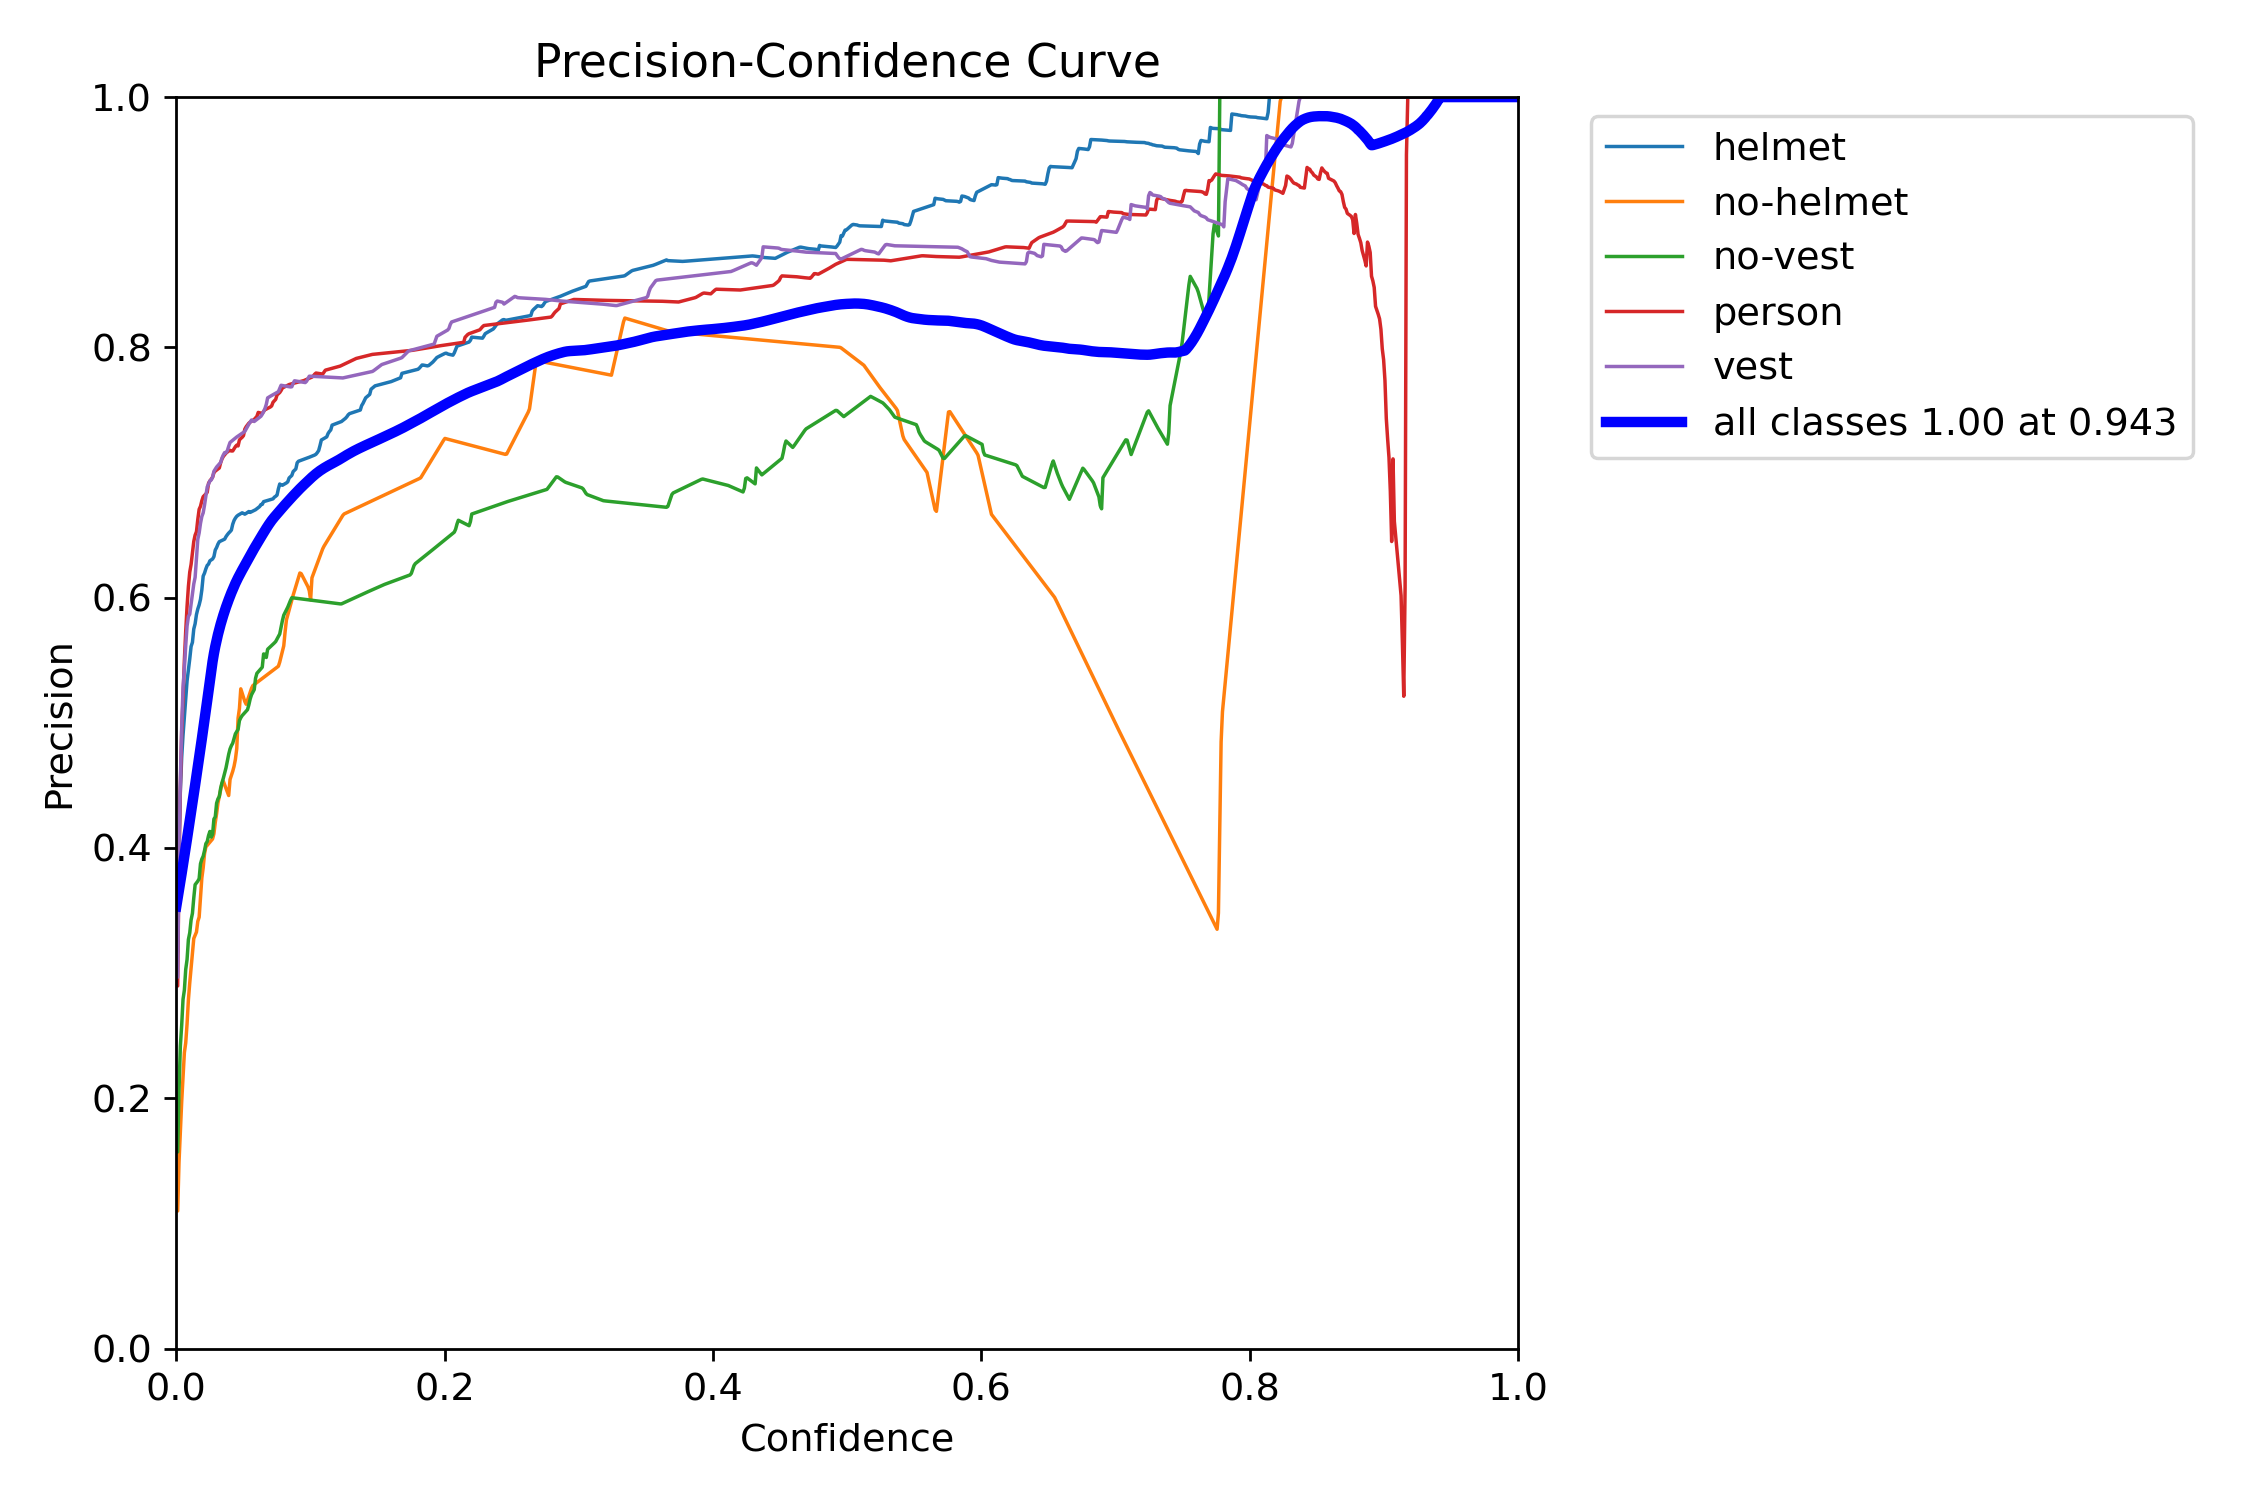 Precision-Confidence Curve
1.0
0.8
0.6
0.4
0.2
0.0
Precision
0.0 0.2 0.4 0.6 0.8 1.0
Confidence
helmet
no-helmet
no-vest
person
vest
all classes 1.00 at 0.943